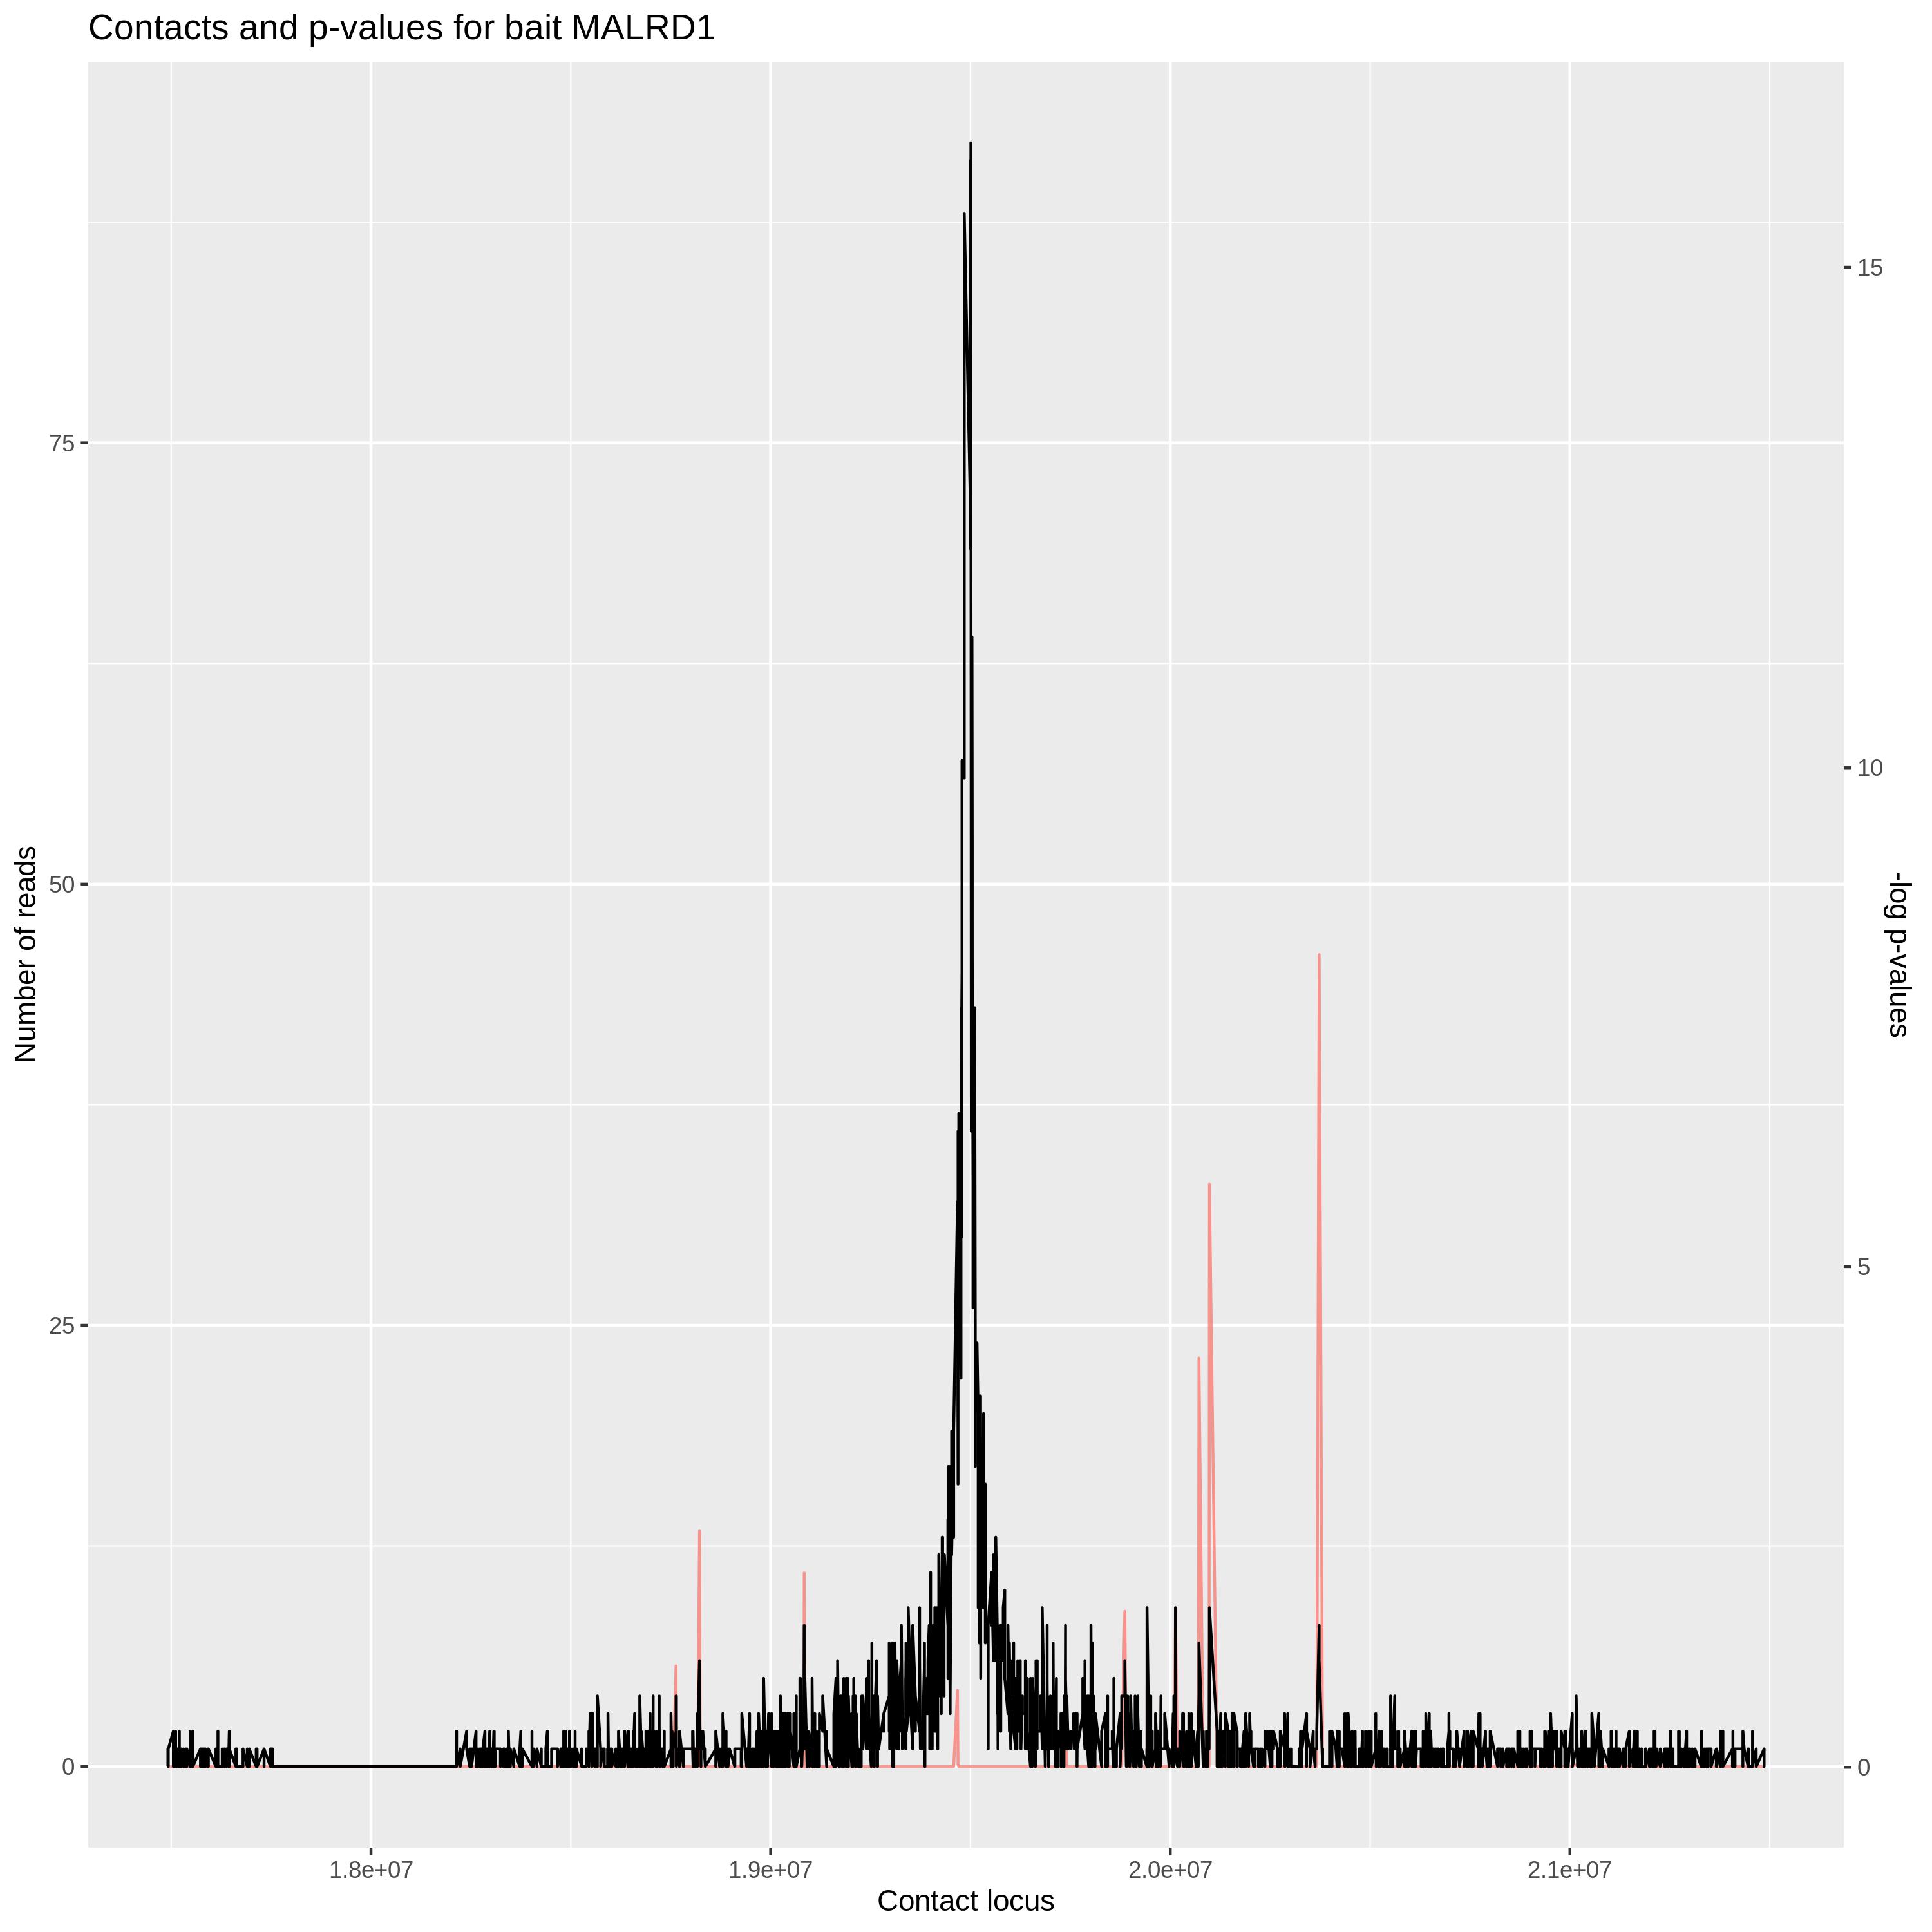 Contacts and p-values for bait MALRD1
Number of reads
75
50
25
0
15
10
5
0
-log p-values
1.8e+07
1.9e+07
2.0e+07
2.1e+07
Contact locus